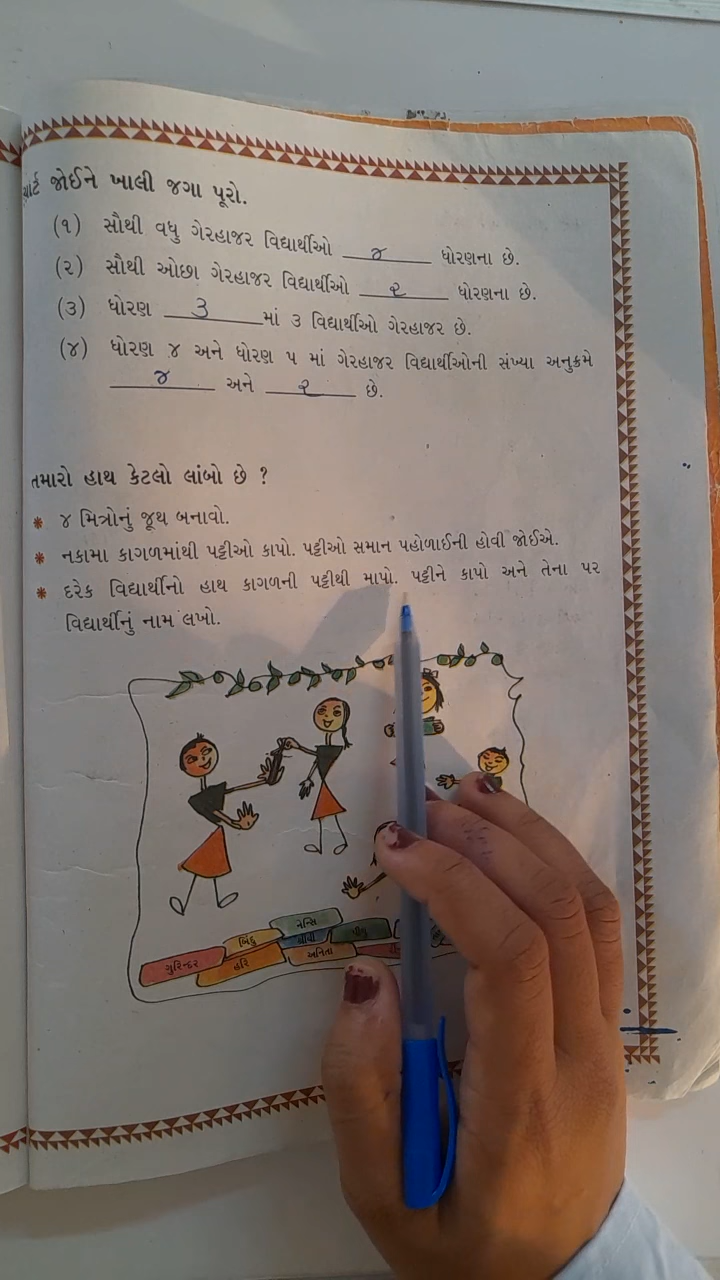 ચાર્ટ જોઈને ખાલી જગા પૂરો.
(૧) સૌથી વધુ ગેરહાજર વિદ્યાર્થીઓ ૪ ધોરણના છે.
(૨) સૌથી ઓછા ગેરહાજર વિદ્યાર્થીઓ ૨ ધોરણના છે.
(૩) ધોરણ ૩ માં ૩ વિદ્યાર્થીઓ ગેરહાજર છે.
(૪) ધોરણ ૪ અને ધોરણ ૫ માં ગેરહાજર વિદ્યાર્થીઓની સંખ્યા અનુક્રમે
૪ અને ૨ છે.
તમારો હાથ કેટલો લાંબો છે ?
૪ મિત્રોનું જૂથ બનાવો.
નકામા કાગળમાંથી પટ્ટીઓ કાપો. પટ્ટીઓ સમાન પહોળાઈની હોવી જોઈએ.
દરેક વિદ્યાર્થીનો હાથ કાગળની પટ્ટીથી માપો. પટ્ટીને કાપો અને તેના પર
વિદ્યાર્થીનું નામ લખો.
નેન્સિ
બિંદુ
ગુરિન્દર હરિ અનિતા